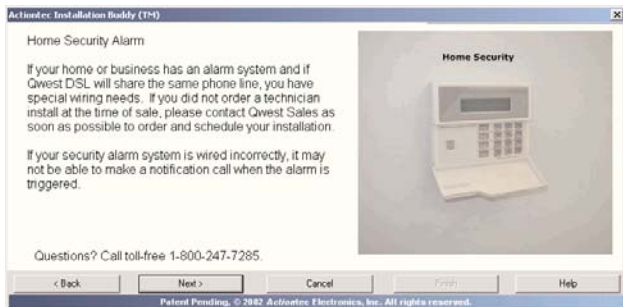 Actiontec Installation Buddy (TM)
Home Security Alarm
If your home or business has an alarm system and if
Qwest DSL will share the same phone line, you have
special wiring needs. If you did not order a technician
install at the time of sale, please contact Qwest Sales as
soon as possible to order and schedule your installation.
If your security alarm system is wired incorrectly, it may
not be able to make a notification call when the alarm is
triggered.
Home Security
Questions? Call toll-free 1-800-247-7285.
< Back Next > Cancel Finish Help
Patent Pending, © 2002 Actiontec Electronics, Inc. All rights reserved.